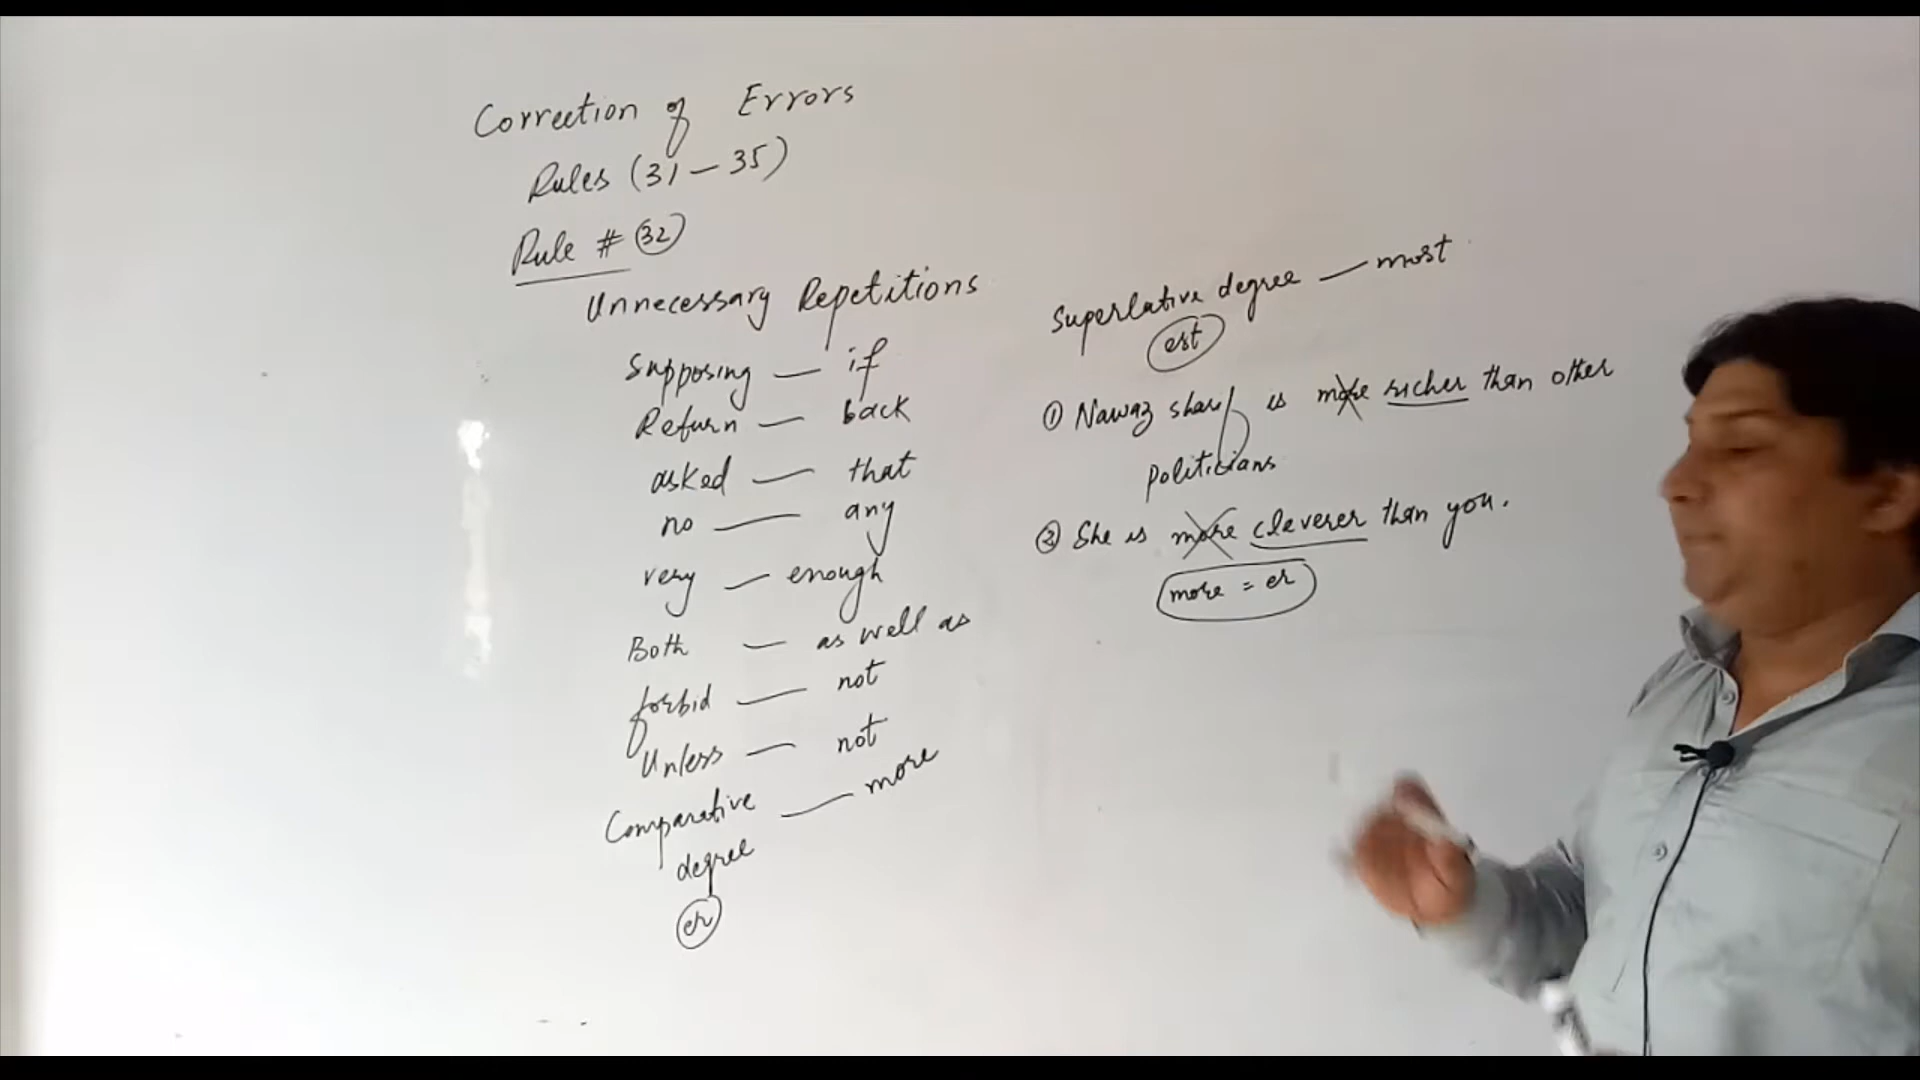 Correction of Errors
Rules (31 — 35)
Rule # 32
Unnecessary Repetitions
Supposing — if
Return — back
asked — that
no — any
very — enough
Both — as well as
forbid — not
Unless — not
Comparative — more
degree
er
Superlative degree — most
est
① Nawaz sharif is more richer than other
politicians
② She is more cleverer than you.
more = er